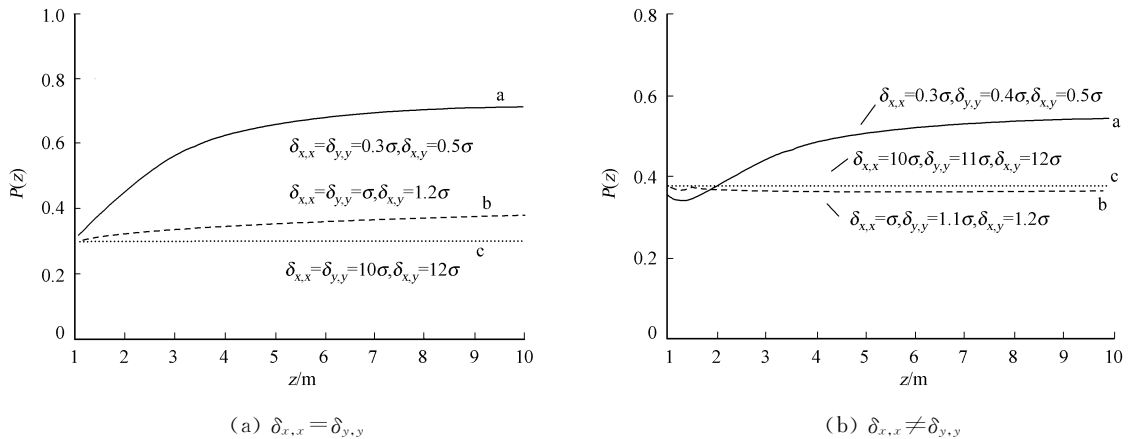 1.0
0.8
0.6
0.4
0.2
0
P(z)
a
δx,x=δy,y=0.3σ,δx,y=0.5σ
δx,x=δy,y=σ,δx,y=1.2σ
b
c
δx,x=δy,y=10σ,δx,y=12σ
1 2 3 4 5 6 7 8 9 10
z/m
(a) δx,x=δy,y
0.8
0.6
0.4
0.2
0
P(z)
δx,x=0.3σ,δy,y=0.4σ,δx,y=0.5σ
a
δx,x=10σ,δy,y=11σ,δx,y=12σ
c
b
δx,x=σ,δy,y=1.1σ,δx,y=1.2σ
1 2 3 4 5 6 7 8 9 10
z/m
(b) δx,x≠δy,y